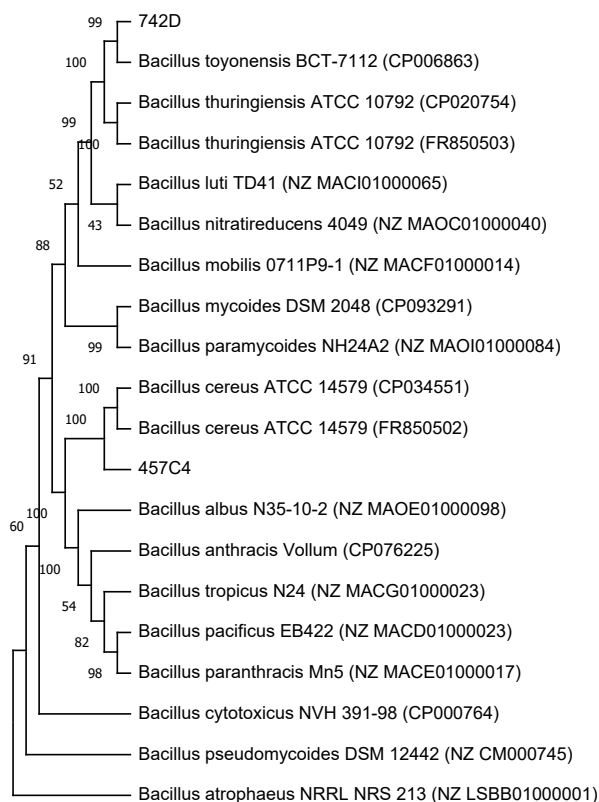 99
742D
100
Bacillus toyonensis BCT-7112 (CP006863)
Bacillus thuringiensis ATCC 10792 (CP020754)
99
100
Bacillus thuringiensis ATCC 10792 (FR850503)
52
Bacillus luti TD41 (NZ MACI01000065)
43
Bacillus nitratireducens 4049 (NZ MAOC01000040)
88
Bacillus mobilis 0711P9-1 (NZ MACF01000014)
Bacillus mycoides DSM 2048 (CP093291)
99
Bacillus paramycoides NH24A2 (NZ MAOI01000084)
91
100
Bacillus cereus ATCC 14579 (CP034551)
100
Bacillus cereus ATCC 14579 (FR850502)
457C4
100
Bacillus albus N35-10-2 (NZ MAOE01000098)
60
Bacillus anthracis Vollum (CP076225)
100
Bacillus tropicus N24 (NZ MACG01000023)
54
Bacillus pacificus EB422 (NZ MACD01000023)
82
98
Bacillus paranthracis Mn5 (NZ MACE01000017)
Bacillus cytotoxicus NVH 391-98 (CP000764)
Bacillus pseudomycoides DSM 12442 (NZ CM000745)
Bacillus atrophaeus NRRL NRS 213 (NZ LSBB01000001)